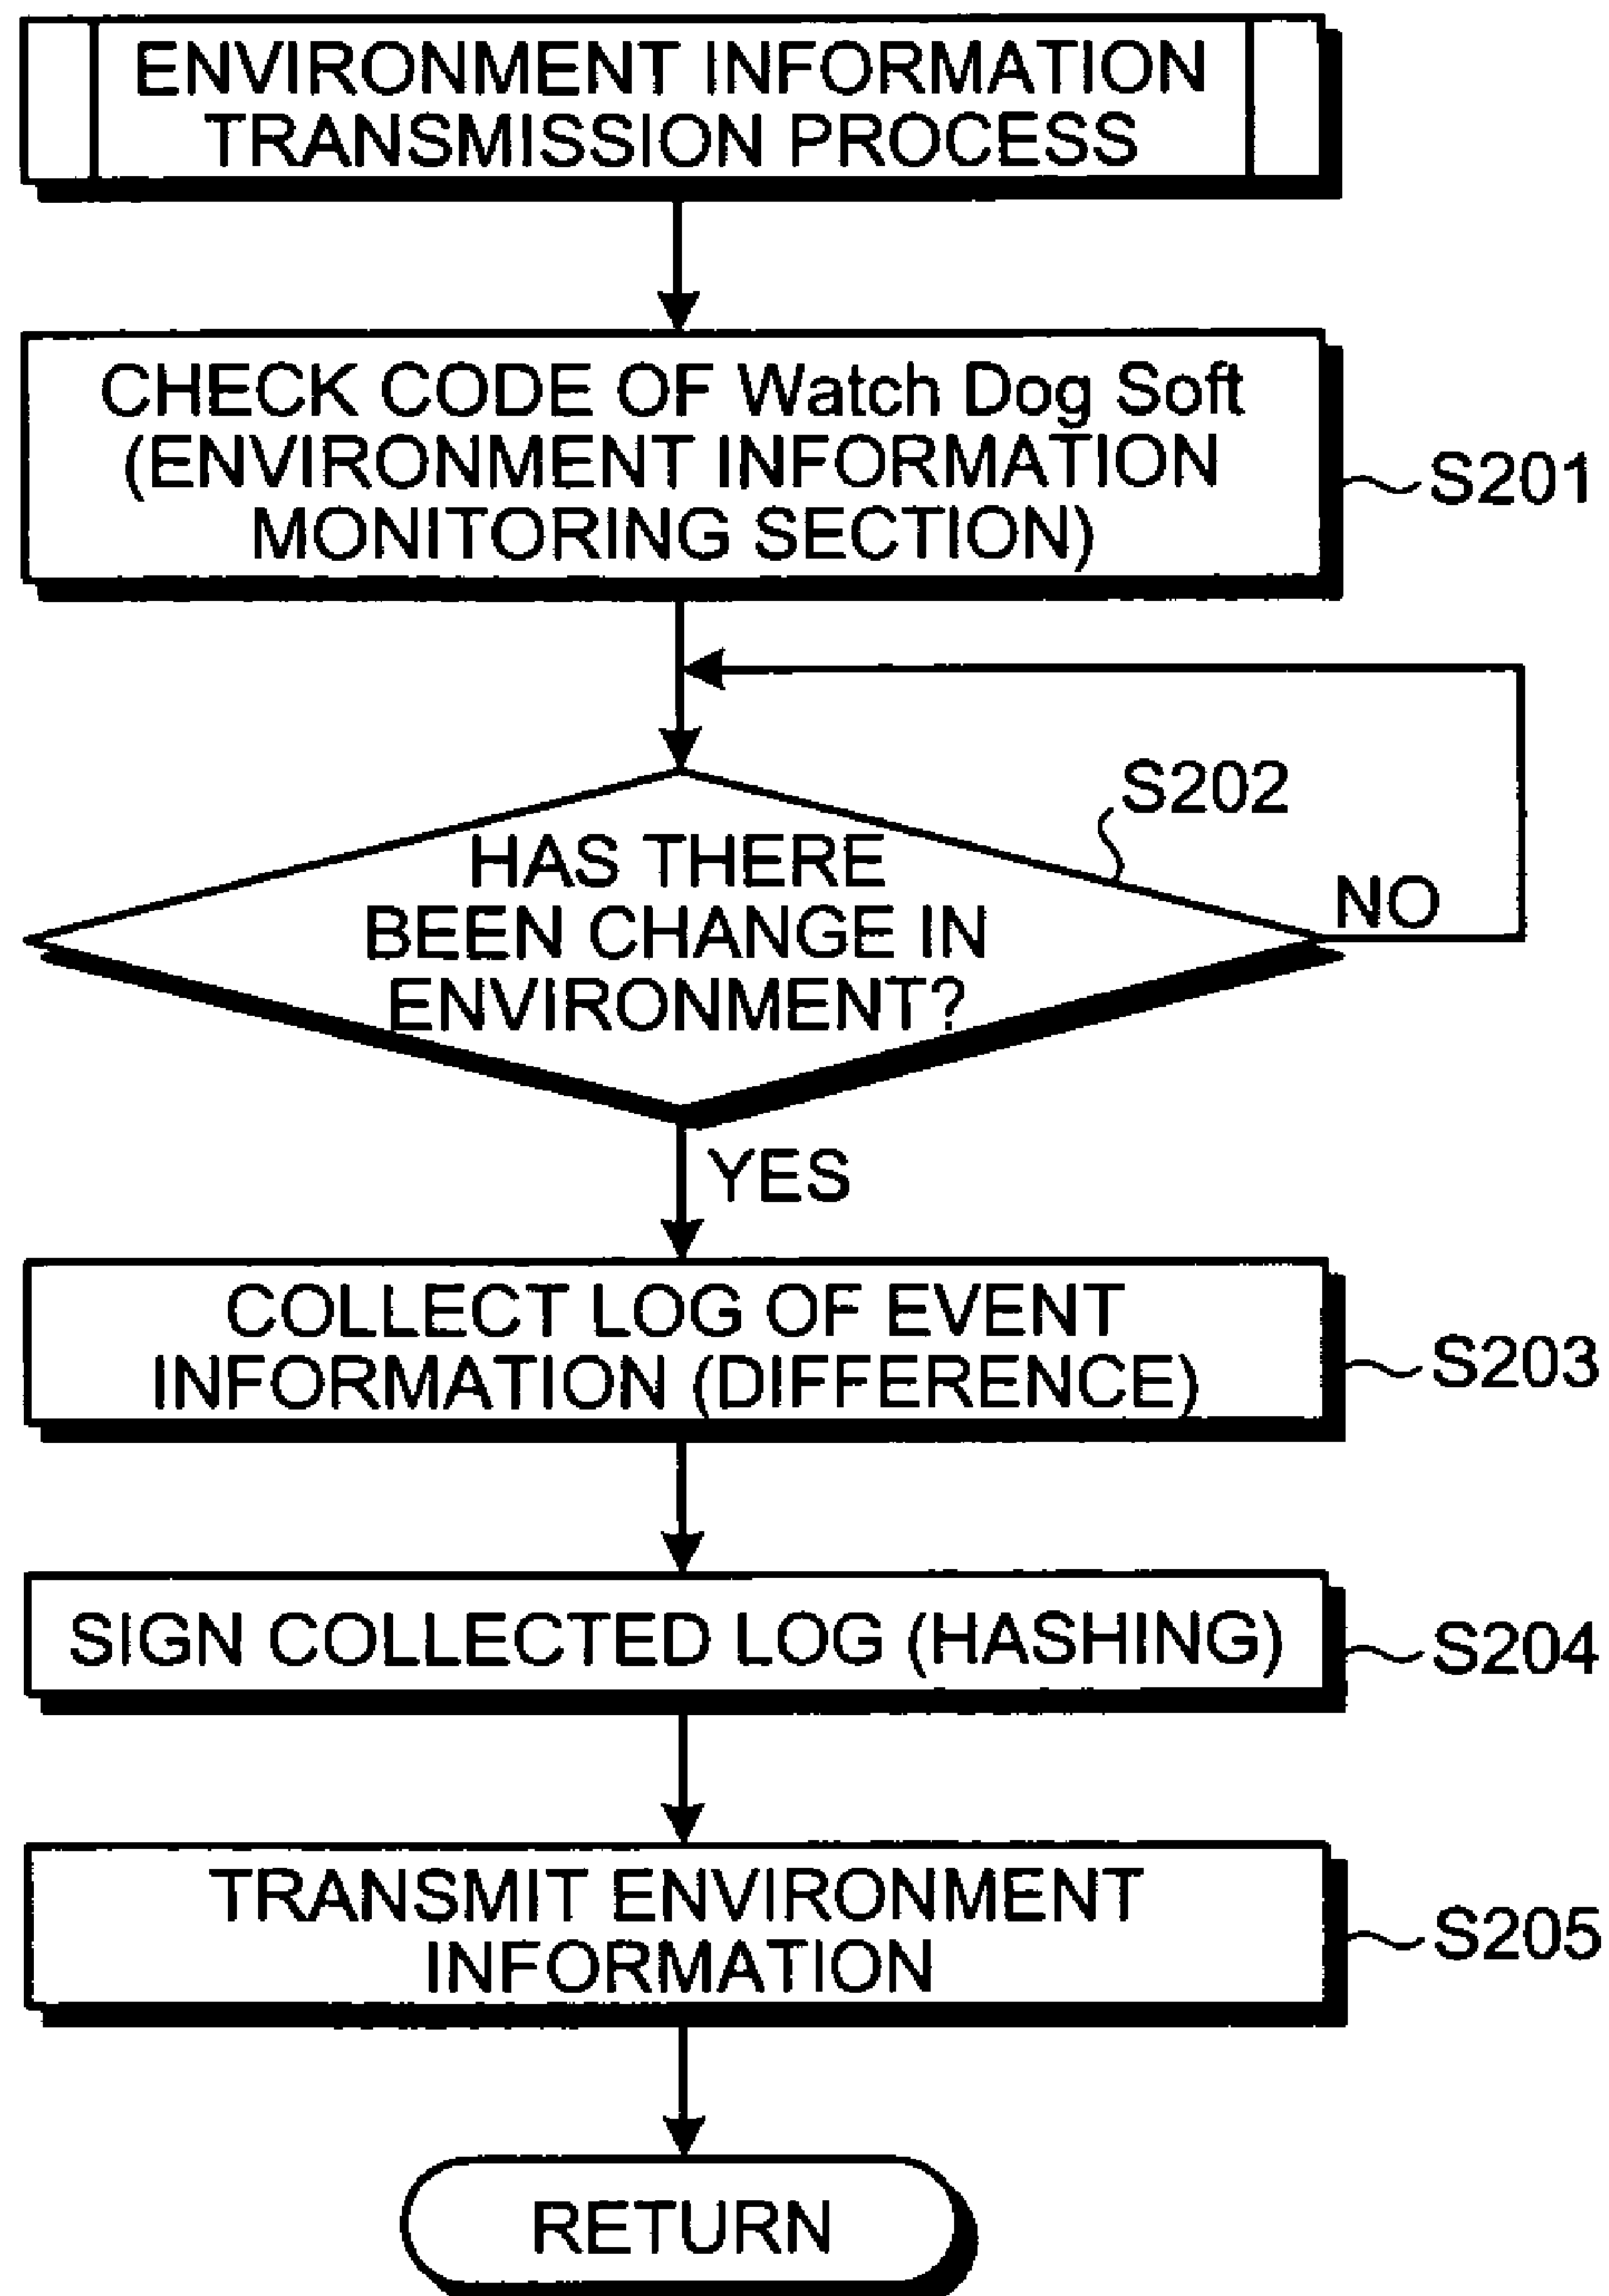 ENVIRONMENT INFORMATION
TRANSMISSION PROCESS
CHECK CODE OF Watch Dog Soft
(ENVIRONMENT INFORMATION
MONITORING SECTION)
S201
S202
HAS THERE
BEEN CHANGE IN
ENVIRONMENT?
NO
YES
COLLECT LOG OF EVENT
INFORMATION (DIFFERENCE)
S203
SIGN COLLECTED LOG (HASHING)
S204
TRANSMIT ENVIRONMENT
INFORMATION
S205
RETURN